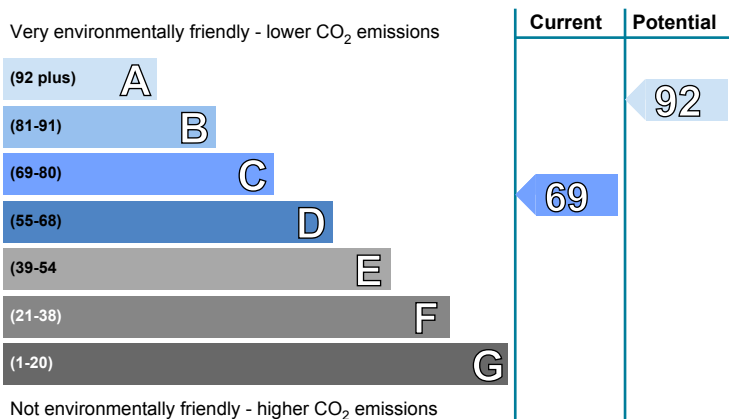 Current Potential
Very environmentally friendly - lower CO₂ emissions
(92 plus) A
92
(81-91) B
(69-80) C
69
(55-68) D
(39-54 E
(21-38) F
(1-20) G
Not environmentally friendly - higher CO₂ emissions